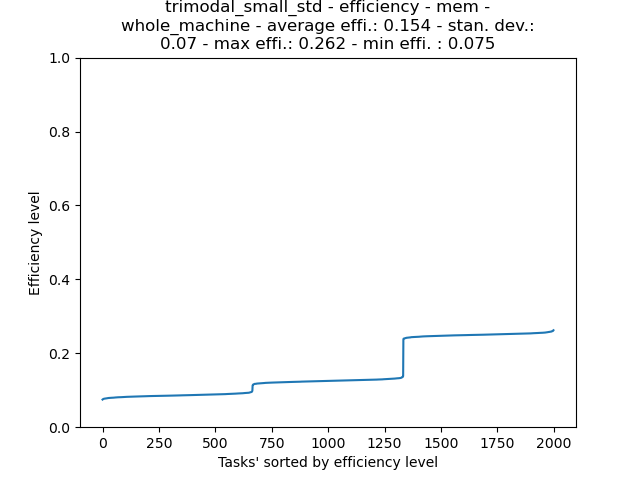 trimodal_small_std - efficiency - mem -
whole_machine - average effi.: 0.154 - stan. dev.:
0.07 - max effi.: 0.262 - min effi. : 0.075
1.0
0.8
0.6
0.4
0.2
0.0
Efficiency level
0 250 500 750 1000 1250 1500 1750 2000
Tasks' sorted by efficiency level